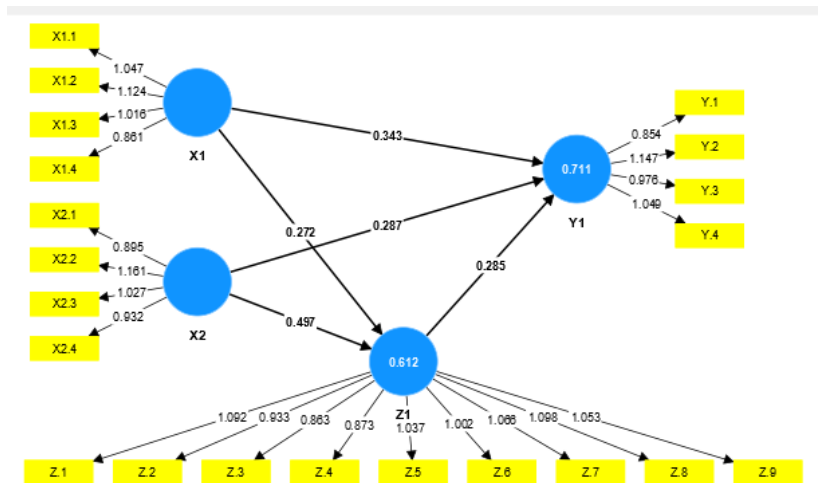 X1.1
1.047
X1.2
1.124
X1.3
1.016
X1.4
0.861
X1
X2.1
0.895
X2.2
1.161
X2.3
1.027
X2.4
0.932
X2
0.343
0.272
0.287
0.497
0.285
0.711
Y1
Y.1
0.854
Y.2
1.147
Y.3
0.976
Y.4
1.049
0.612
Z1
1.092
0.933
0.863
0.873
1.037
1.002
1.066
1.098
1.053
Z.1
Z.2
Z.3
Z.4
Z.5
Z.6
Z.7
Z.8
Z.9